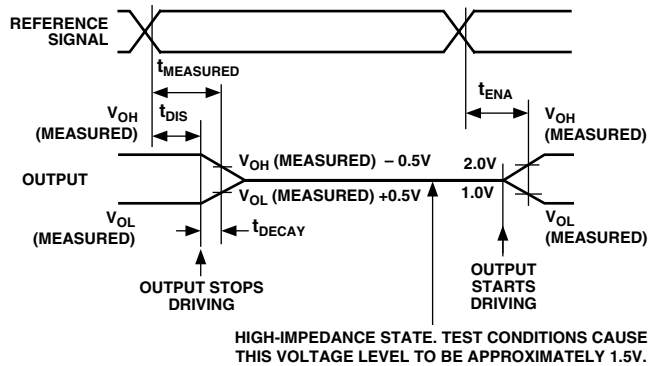 REFERENCE
SIGNAL
tMEASURED
tENA
VOH
(MEASURED)
tDIS
VOH
(MEASURED)
VOH (MEASURED) – 0.5V
2.0V
OUTPUT
VOL (MEASURED) +0.5V
1.0V
VOL
(MEASURED)
tDECAY
VOL
(MEASURED)
OUTPUT STOPS
DRIVING
OUTPUT
STARTS
DRIVING
HIGH-IMPEDANCE STATE. TEST CONDITIONS CAUSE
THIS VOLTAGE LEVEL TO BE APPROXIMATELY 1.5V.